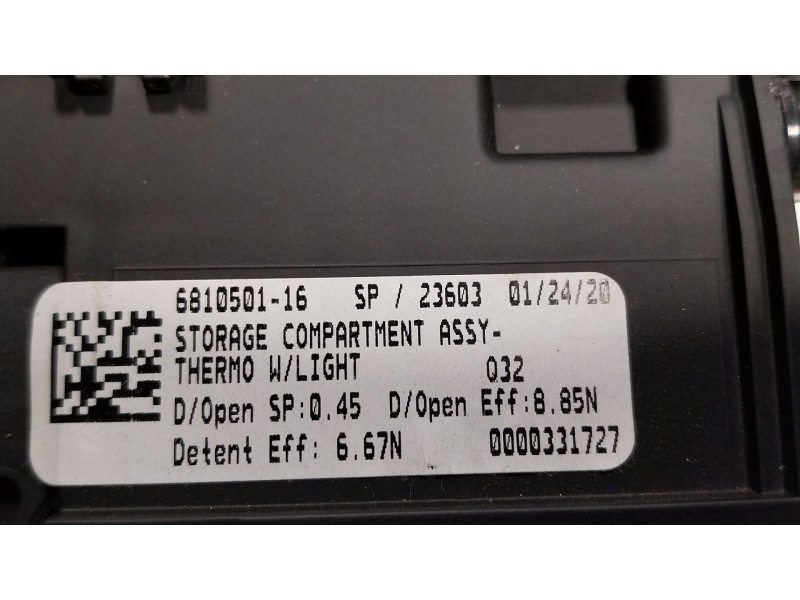 6810501-16 SP / 23603 01/24/20
STORAGE COMPARTMENT ASSY-
THERMO W/LIGHT Q32
D/Open SP:0.45 D/Open Eff:8.85N
Detent Eff: 6.67N 0000331727